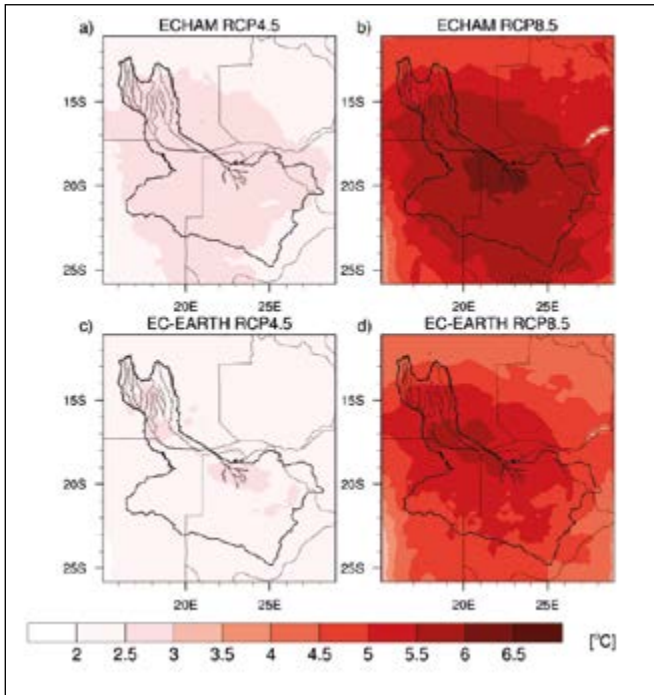 a) ECHAM RCP4.5
b) ECHAM RCP8.5
15S
20S
25S
20E 25E
15S
20S
25S
20E 25E
c) EC-EARTH RCP4.5
d) EC-EARTH RCP8.5
15S
20S
25S
20E 25E
15S
20S
25S
20E 25E
2 2.5 3 3.5 4 4.5 5 5.5 6 6.5 [°C]